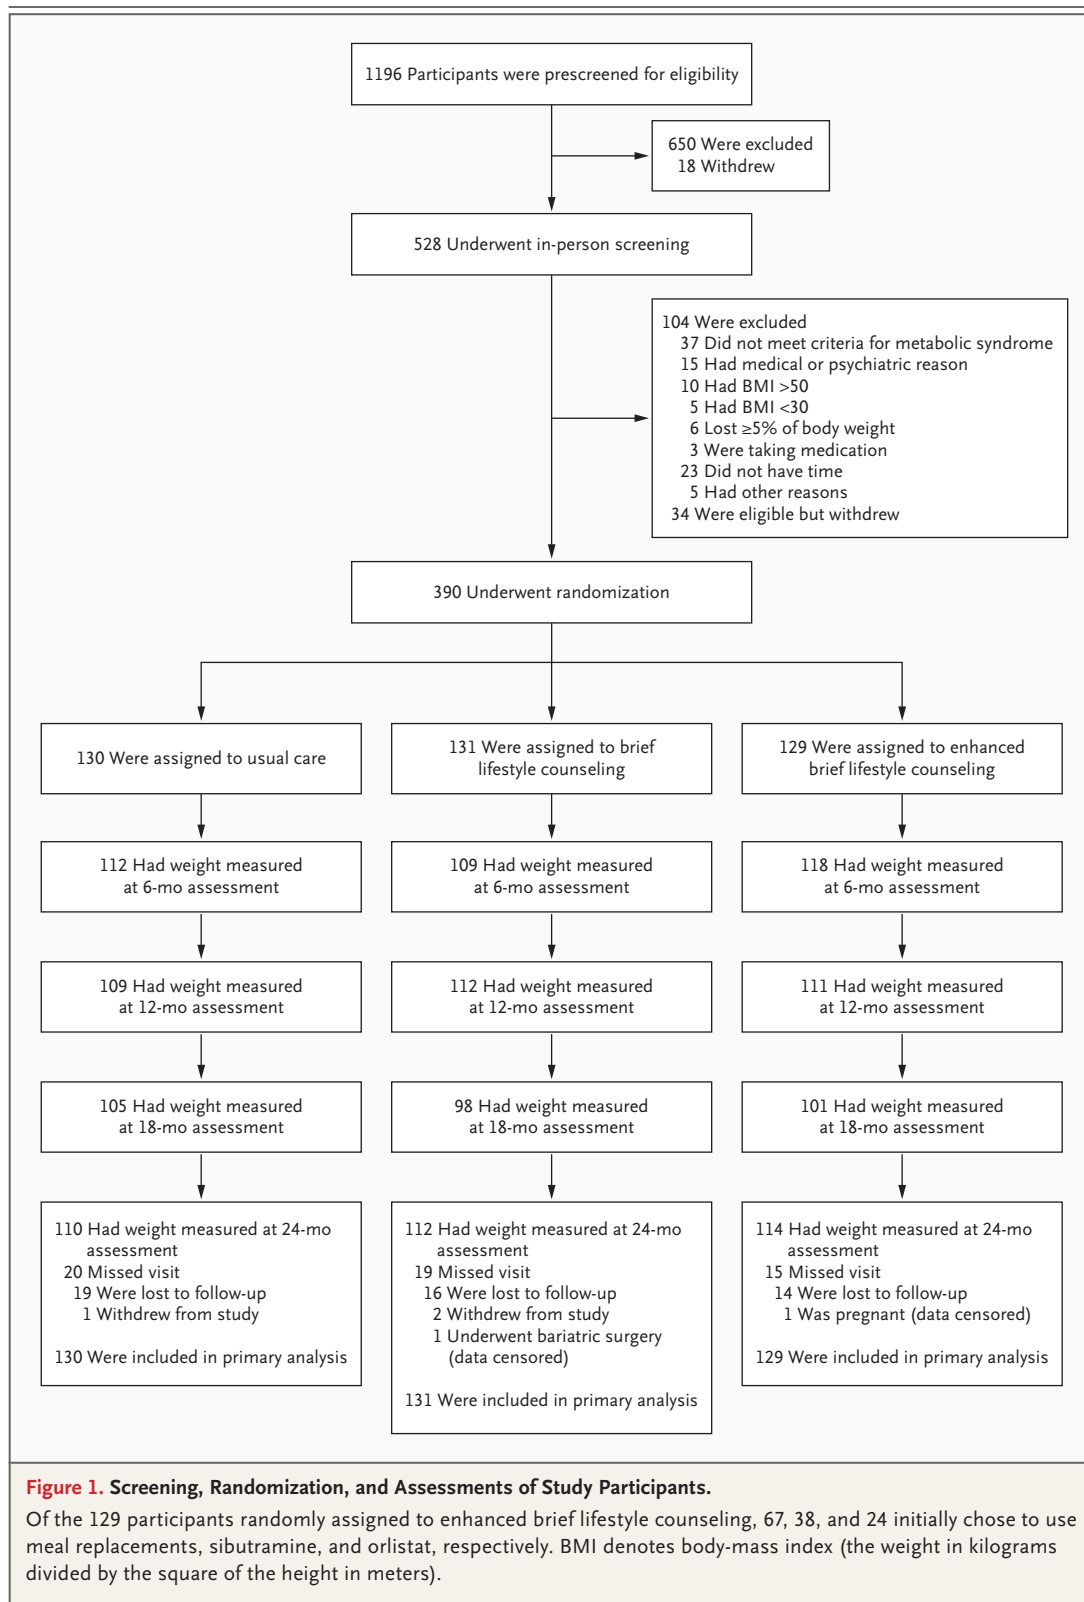 1196 Participants were prescreened for eligibility
650 Were excluded
18 Withdrew
528 Underwent in-person screening
104 Were excluded
37 Did not meet criteria for metabolic syndrome
15 Had medical or psychiatric reason
10 Had BMI >50
5 Had BMI <30
6 Lost ≥5% of body weight
3 Were taking medication
23 Did not have time
5 Had other reasons
34 Were eligible but withdrew
390 Underwent randomization
130 Were assigned to usual care
131 Were assigned to brief
lifestyle counseling
129 Were assigned to enhanced
brief lifestyle counseling
112 Had weight measured
at 6-mo assessment
109 Had weight measured
at 6-mo assessment
118 Had weight measured
at 6-mo assessment
109 Had weight measured
at 12-mo assessment
112 Had weight measured
at 12-mo assessment
111 Had weight measured
at 12-mo assessment
105 Had weight measured
at 18-mo assessment
98 Had weight measured
at 18-mo assessment
101 Had weight measured
at 18-mo assessment
110 Had weight measured at 24-mo
assessment
20 Missed visit
19 Were lost to follow-up
1 Withdrew from study
130 Were included in primary analysis
112 Had weight measured at 24-mo
assessment
19 Missed visit
16 Were lost to follow-up
2 Withdrew from study
1 Underwent bariatric surgery
(data censored)
131 Were included in primary analysis
114 Had weight measured at 24-mo
assessment
15 Missed visit
14 Were lost to follow-up
1 Was pregnant (data censored)
129 Were included in primary analysis
Figure 1. Screening, Randomization, and Assessments of Study Participants.
Of the 129 participants randomly assigned to enhanced brief lifestyle counseling, 67, 38, and 24 initially chose to use
meal replacements, sibutramine, and orlistat, respectively. BMI denotes body-mass index (the weight in kilograms
divided by the square of the height in meters).